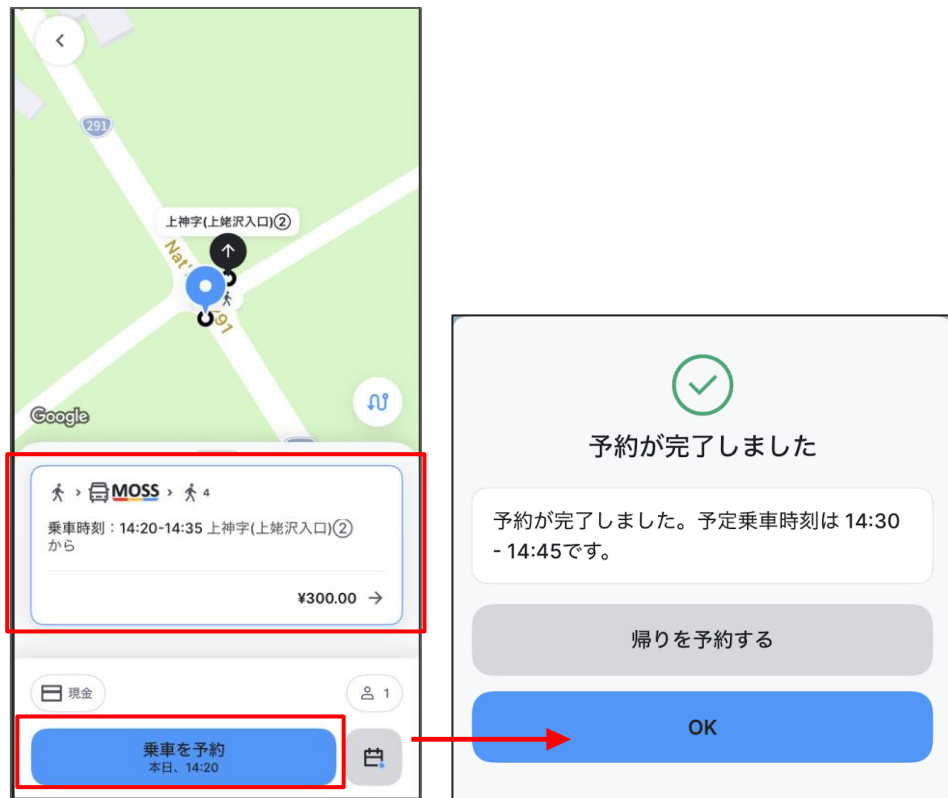 291
上神字(上姥沢入口)②
Nat'
291
Google
MOSS
4
乗車時刻：14:20-14:35 上神字(上姥沢入口)②
から
¥300.00
現金
1
乗車を予約
本日、14:20
予約が完了しました
予約が完了しました。予定乗車時刻は 14:30
- 14:45です。
帰りを予約する
OK